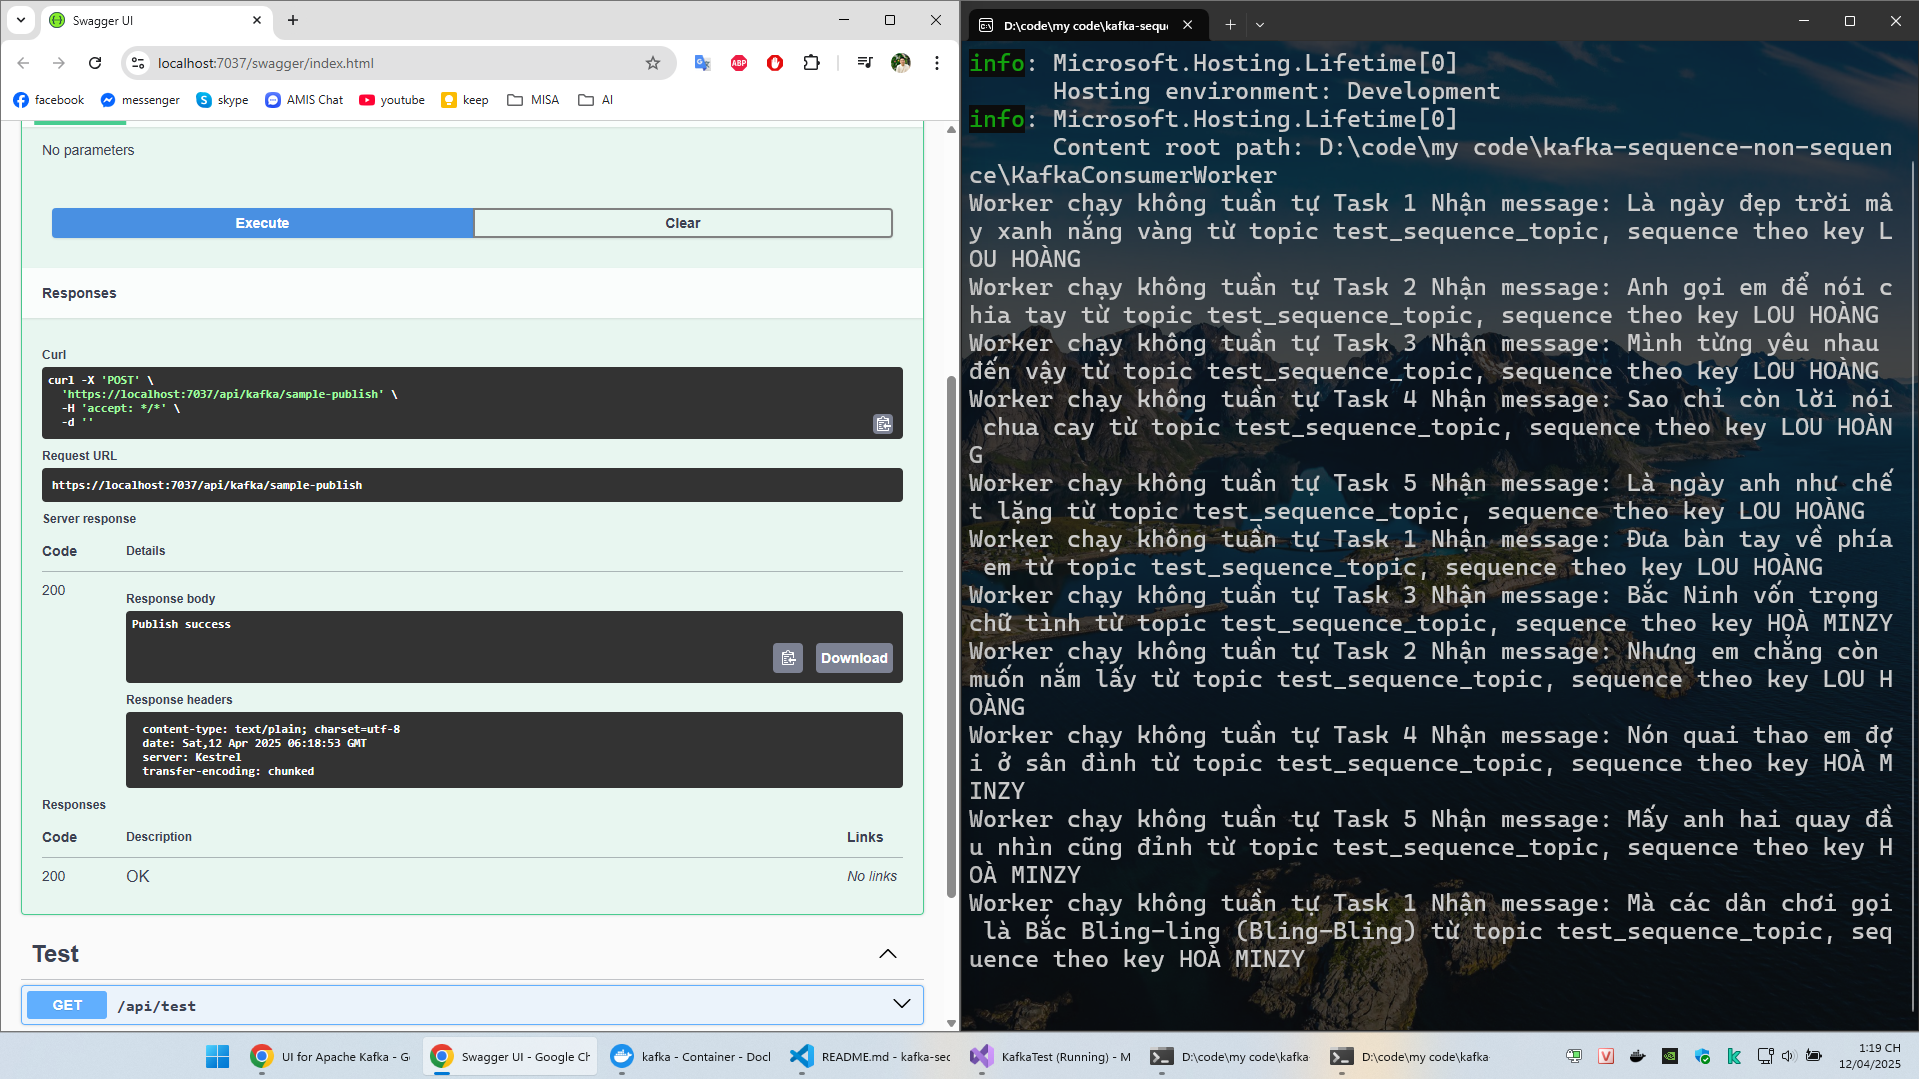 Swagger UI
localhost:7037/swagger/index.html
facebook
messenger
skype
AMIS Chat
youtube
keep
MISA
AI
No parameters
Execute
Clear
Responses
Curl
curl -X 'POST' \
'https://localhost:7037/api/kafka/sample-publish' \
-H 'accept: */*' \
-d ''
Request URL
https://localhost:7037/api/kafka/sample-publish
Server response
Code
Details
200
Response body
Publish success
Download
Response headers
content-type: text/plain; charset=utf-8
date: Sat,12 Apr 2025 06:18:53 GMT
server: Kestrel
transfer-encoding: chunked
Responses
Code
Description
Links
200
OK
No links
Test
GET
/api/test
D:\code\my code\kafka-sequ
info: Microsoft.Hosting.Lifetime[0]
Hosting environment: Development
info: Microsoft.Hosting.Lifetime[0]
Content root path: D:\code\my code\kafka-sequence-non-sequen
ce\KafkaConsumerWorker
Worker chạy không tuần tự Task 1 Nhận message: Là ngày đẹp trời mâ
y xanh nắng vàng từ topic test_sequence_topic, sequence theo key L
OU HOÀNG
Worker chạy không tuần tự Task 2 Nhận message: Anh gọi em để nói c
hia tay từ topic test_sequence_topic, sequence theo key LOU HOÀNG
Worker chạy không tuần tự Task 3 Nhận message: Mình từng yêu nhau
đến vậy từ topic test_sequence_topic, sequence theo key LOU HOÀNG
Worker chạy không tuần tự Task 4 Nhận message: Sao chỉ còn lời nói
chua cay từ topic test_sequence_topic, sequence theo key LOU HOÀN
G
Worker chạy không tuần tự Task 5 Nhận message: Là ngày anh như chế
t lặng từ topic test_sequence_topic, sequence theo key LOU HOÀNG
Worker chạy không tuần tự Task 1 Nhận message: Đưa bàn tay về phía
em từ topic test_sequence_topic, sequence theo key LOU HOÀNG
Worker chạy không tuần tự Task 3 Nhận message: Bắc Ninh vốn trọng
chữ tình từ topic test_sequence_topic, sequence theo key HOÀ MINZY
Worker chạy không tuần tự Task 2 Nhận message: Nhưng em chẳng còn
muốn nắm lấy từ topic test_sequence_topic, sequence theo key LOU H
OÀNG
Worker chạy không tuần tự Task 4 Nhận message: Nón quai thao em đợ
i ở sân đình từ topic test_sequence_topic, sequence theo key HOÀ M
INZY
Worker chạy không tuần tự Task 5 Nhận message: Mấy anh hai quay đầ
u nhìn cũng đỉnh từ topic test_sequence_topic, sequence theo key H
OÀ MINZY
Worker chạy không tuần tự Task 1 Nhận message: Mà các dân chơi gọi
là Bắc Bling-ling (Bling-Bling) từ topic test_sequence_topic, seq
uence theo key HOÀ MINZY
UI for Apache Kafka - Go
Swagger UI - Google Ch
kafka - Container - Docl
README.md - kafka-sec
KafkaTest (Running) - M
D:\code\my code\kafka
D:\code\my code\kafka
1:19 CH
12/04/2025